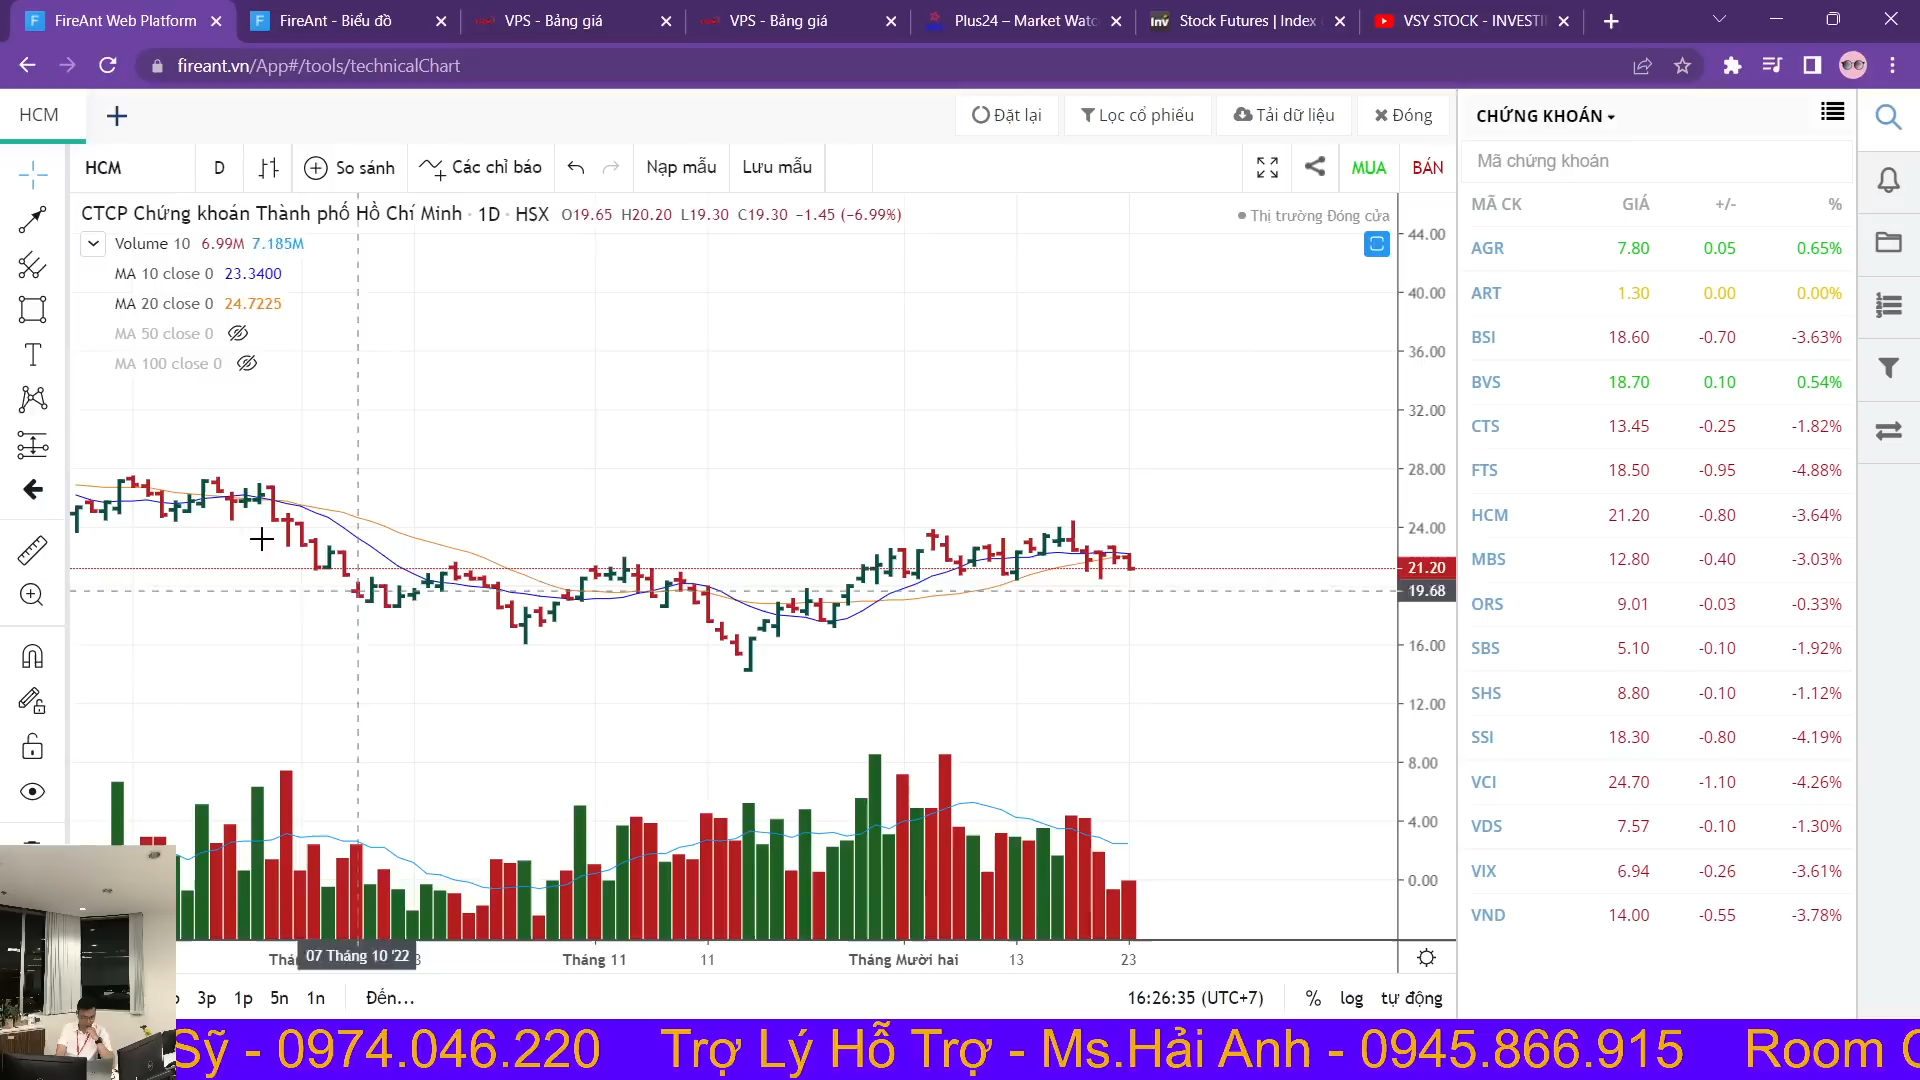 FireAnt Web Platform
FireAnt - Biểu đồ
VPS - Bảng giá
VPS - Bảng giá
Plus24 – Market Watc
Stock Futures | Index
VSY STOCK - INVESTI
fireant.vn/App#/tools/technicalChart
HCM
Đặt lại
Lọc cổ phiếu
Tải dữ liệu
Đóng
HCM D So sánh Các chỉ báo Nạp mẫu Lưu mẫu MUA BÁN
CTCP Chứng khoán Thành phố Hồ Chí Minh · 1D · HSX O19.65 H20.20 L19.30 C19.30 −1.45 (−6.99%)
Thị trường Đóng cửa
Volume 10 6.99M 7.185M
MA 10 close 0 23.3400
MA 20 close 0 24.7225
MA 50 close 0
MA 100 close 0
44.00
40.00
36.00
32.00
28.00
24.00
21.20
19.68
16.00
12.00
8.00
4.00
0.00
07 Tháng 10 '22
Tháng 11
11
Tháng Mười hai
13
23
3p 1p 5n 1n Đến...
16:26:35 (UTC+7) % log tự động
CHỨNG KHOÁN
Mã chứng khoán
MÃ CK GIÁ +/- %
AGR 7.80 0.05 0.65%
ART 1.30 0.00 0.00%
BSI 18.60 -0.70 -3.63%
BVS 18.70 0.10 0.54%
CTS 13.45 -0.25 -1.82%
FTS 18.50 -0.95 -4.88%
HCM 21.20 -0.80 -3.64%
MBS 12.80 -0.40 -3.03%
ORS 9.01 -0.03 -0.33%
SBS 5.10 -0.10 -1.92%
SHS 8.80 -0.10 -1.12%
SSI 18.30 -0.80 -4.19%
VCI 24.70 -1.10 -4.26%
VDS 7.57 -0.10 -1.30%
VIX 6.94 -0.26 -3.61%
VND 14.00 -0.55 -3.78%
Sỹ - 0974.046.220 Trợ Lý Hỗ Trợ - Ms.Hải Anh - 0945.866.915 Room